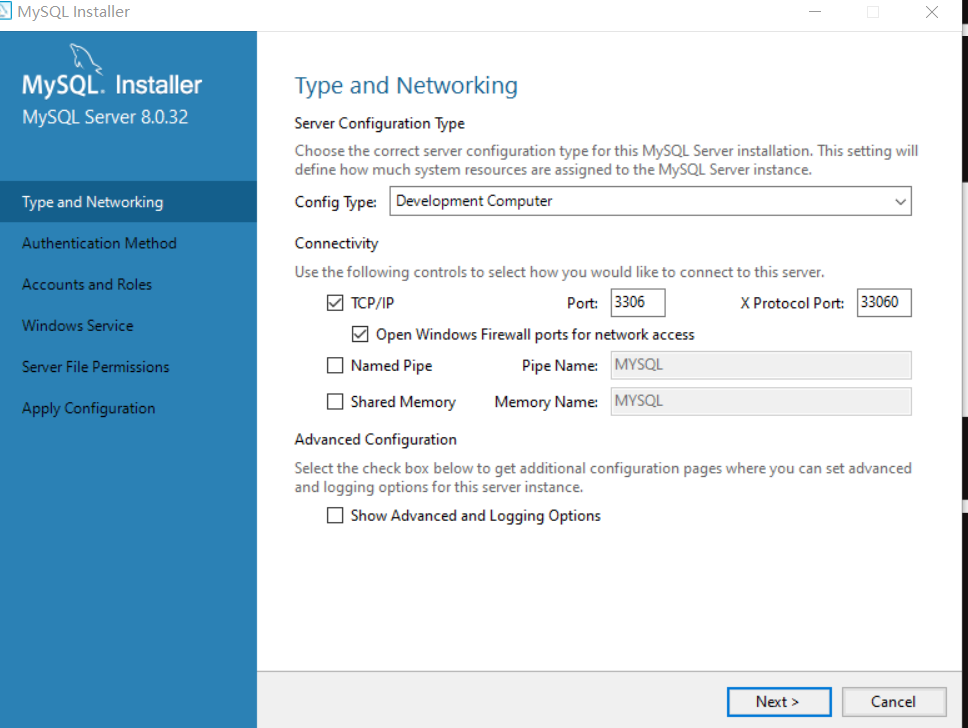 MySQL Installer
MySQL. Installer
MySQL Server 8.0.32
Type and Networking
Authentication Method
Accounts and Roles
Windows Service
Server File Permissions
Apply Configuration
Type and Networking
Server Configuration Type
Choose the correct server configuration type for this MySQL Server installation. This setting will
define how much system resources are assigned to the MySQL Server instance.
Config Type: Development Computer
Connectivity
Use the following controls to select how you would like to connect to this server.
TCP/IP Port: 3306 X Protocol Port: 33060
Open Windows Firewall ports for network access
Named Pipe Pipe Name: MYSQL
Shared Memory Memory Name: MYSQL
Advanced Configuration
Select the check box below to get additional configuration pages where you can set advanced
and logging options for this server instance.
Show Advanced and Logging Options
Next > Cancel